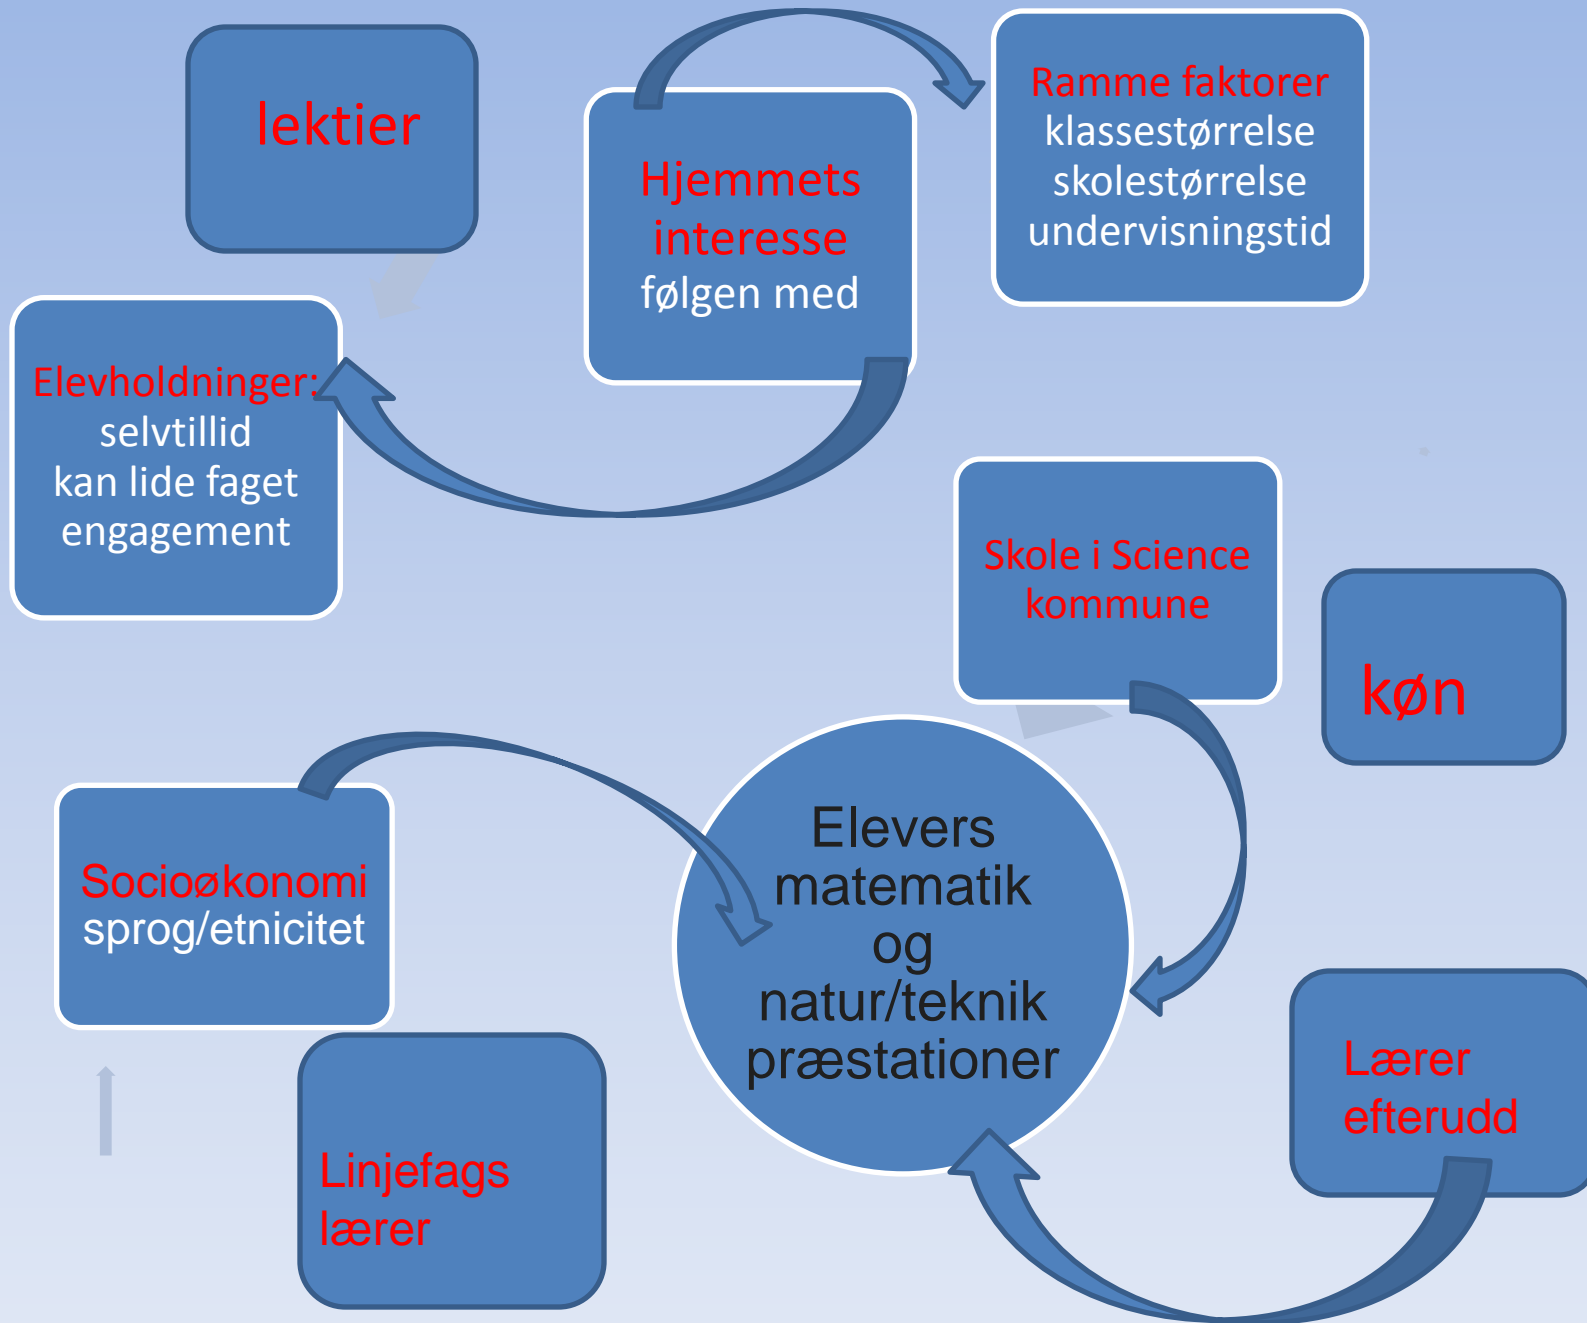 lektier
Hjemmets
interesse
følgen med
Ramme faktorer
klassestørrelse
skolestørrelse
undervisningstid
Elevholdninger:
selvtillid
kan lide faget
engagement
Skole i Science
kommune
køn
Socioøkonomi
sprog/etnicitet
Elevers
matematik
og
natur/teknik
præstationer
Lærer
efterudd
Linjefags
lærer